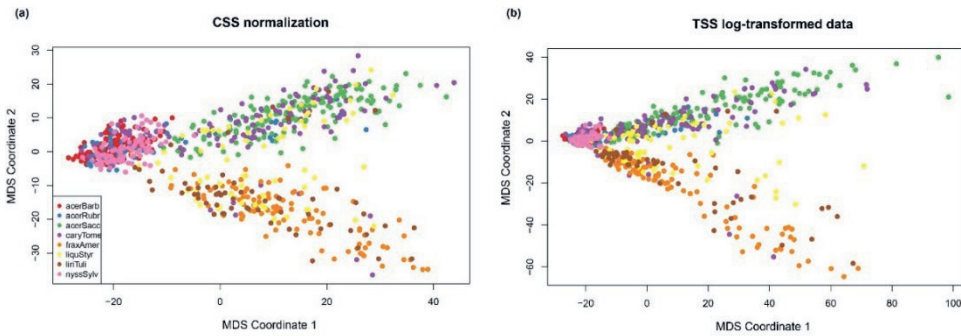 (a)
CSS normalization
MDS Coordinate 2
30
20
10
0
−10
−20
−30
acerBarb
acerRubr
acerSacc
caryTome
fraxAmer
liquStyr
liriTuli
nyssSylv
−20
0
20
40
MDS Coordinate 1
(b)
TSS log-transformed data
MDS Coordinate 2
40
20
0
−20
−40
−60
−20
0
20
40
60
80
100
MDS Coordinate 1